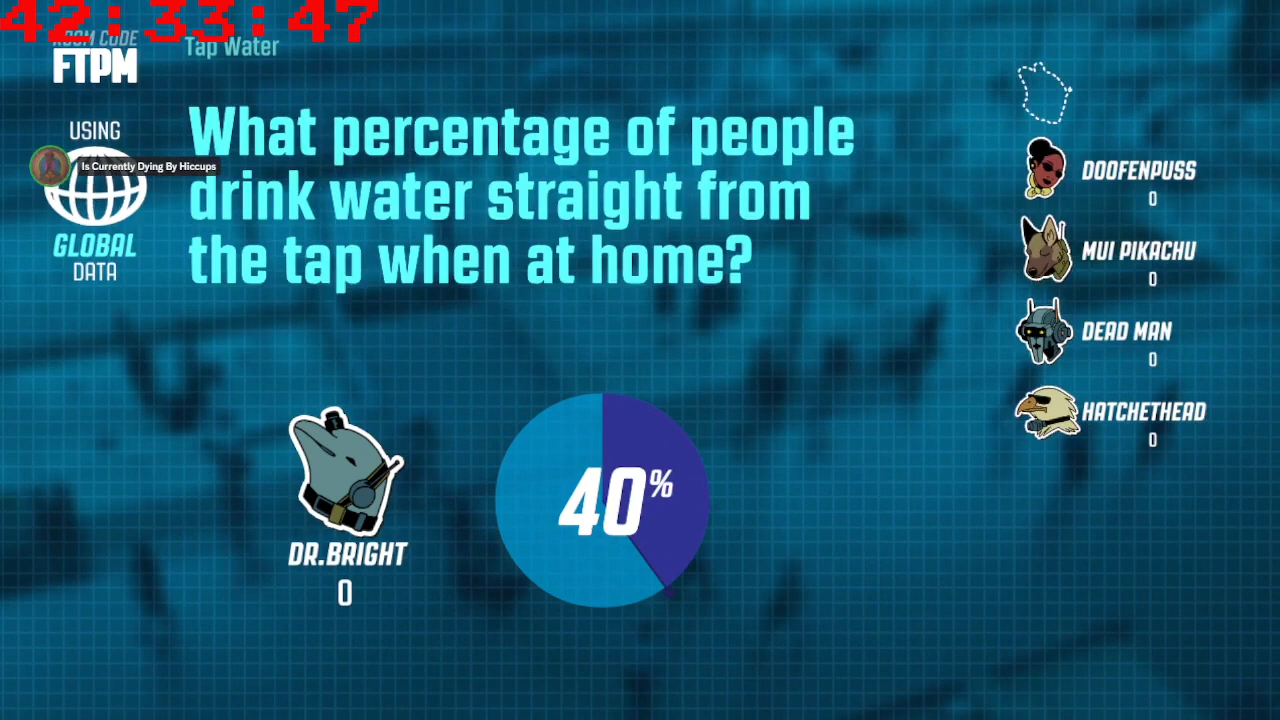 42:33:47
ROOM CODE
FTPM
Tap Water
USING
Is Currently Dying By Hiccups
GLOBAL
DATA
What percentage of people
drink water straight from
the tap when at home?
DOOFENPUSS
0
MUI PIKACHU
0
DEAD MAN
0
HATCHETHEAD
0
40%
DR.BRIGHT
0